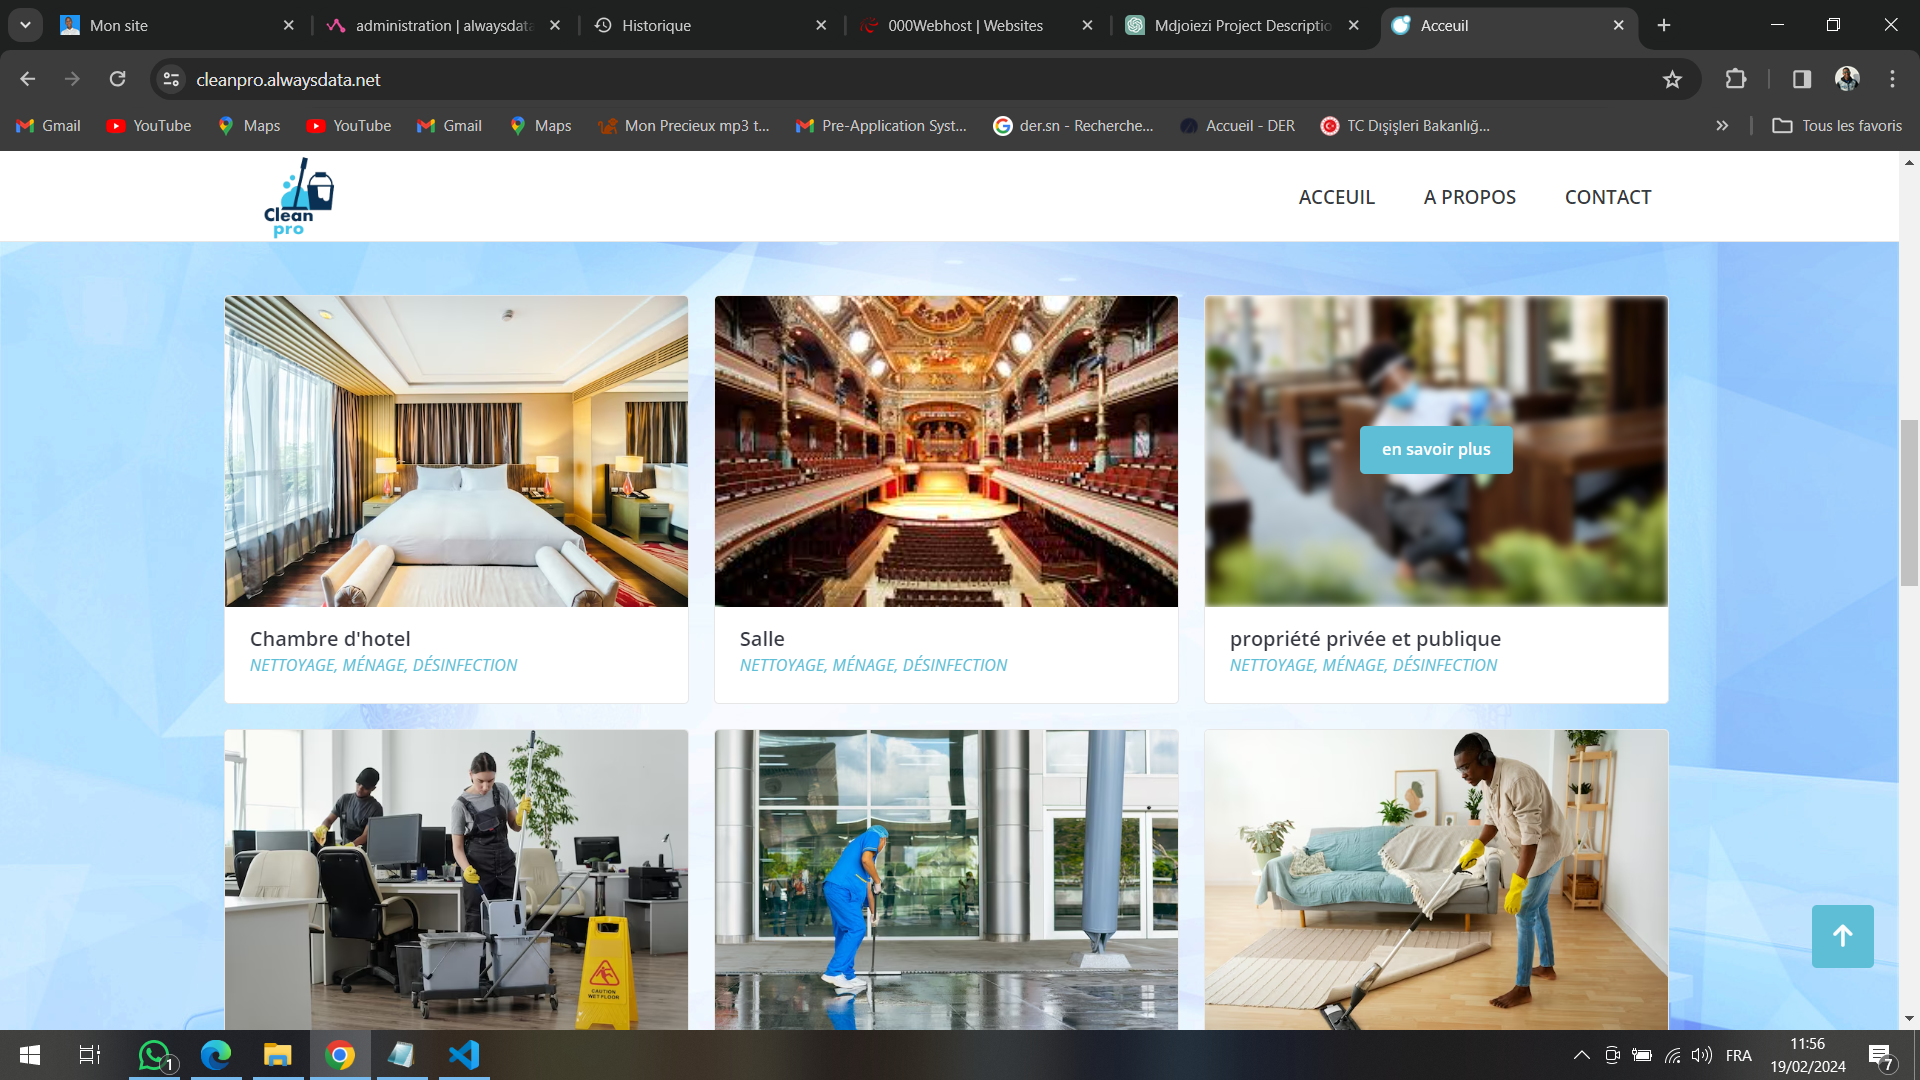 Mon site
administration | alwaysdata
Historique
000Webhost | Websites
Mdjoiezi Project Descriptio
Acceuil
cleanpro.alwaysdata.net
Gmail
YouTube
Maps
YouTube
Gmail
Maps
Mon Precieux mp3 t...
Pre-Application Syst...
der.sn - Recherche...
Accueil - DER
TC Dışişleri Bakanlığ...
Tous les favoris
Clean
pro
ACCEUIL
A PROPOS
CONTACT
en savoir plus
Chambre d'hotel
NETTOYAGE, MÉNAGE, DÉSINFECTION
Salle
NETTOYAGE, MÉNAGE, DÉSINFECTION
propriété privée et publique
NETTOYAGE, MÉNAGE, DÉSINFECTION
CAUTION
WET FLOOR
1
FRA
11:56
19/02/2024
7